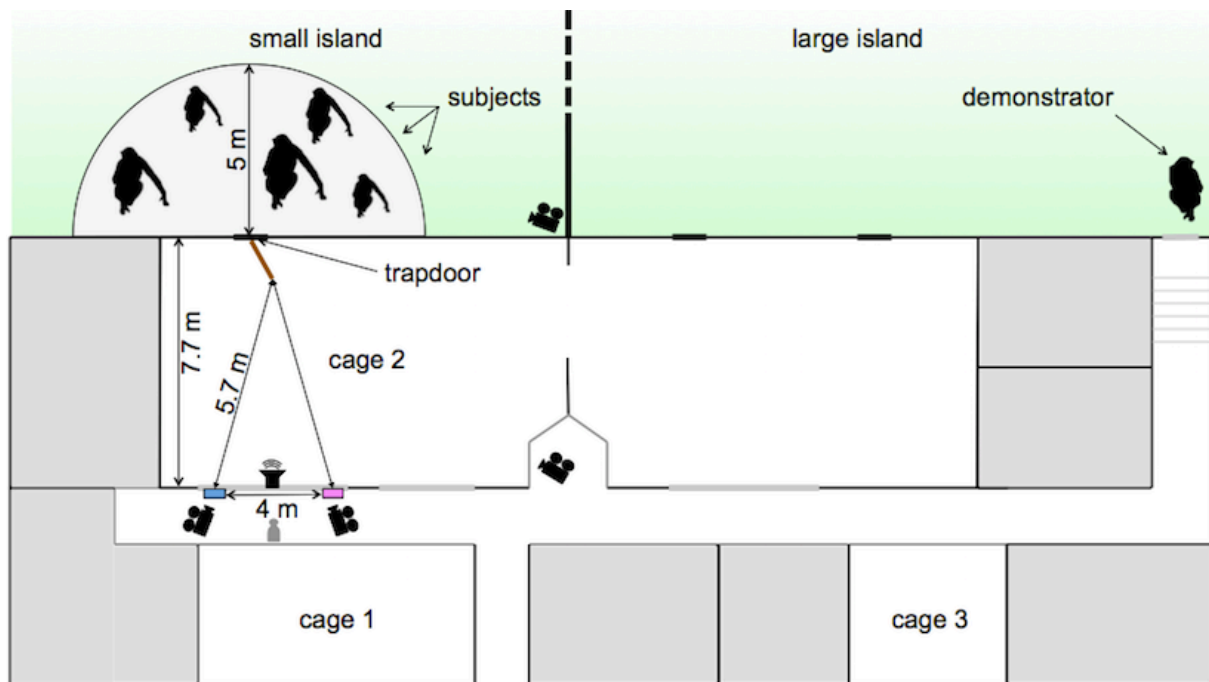 small island
large island
subjects
demonstrator
5 m
trapdoor
7.7 m
5.7 m
cage 2
4 m
cage 1
cage 3